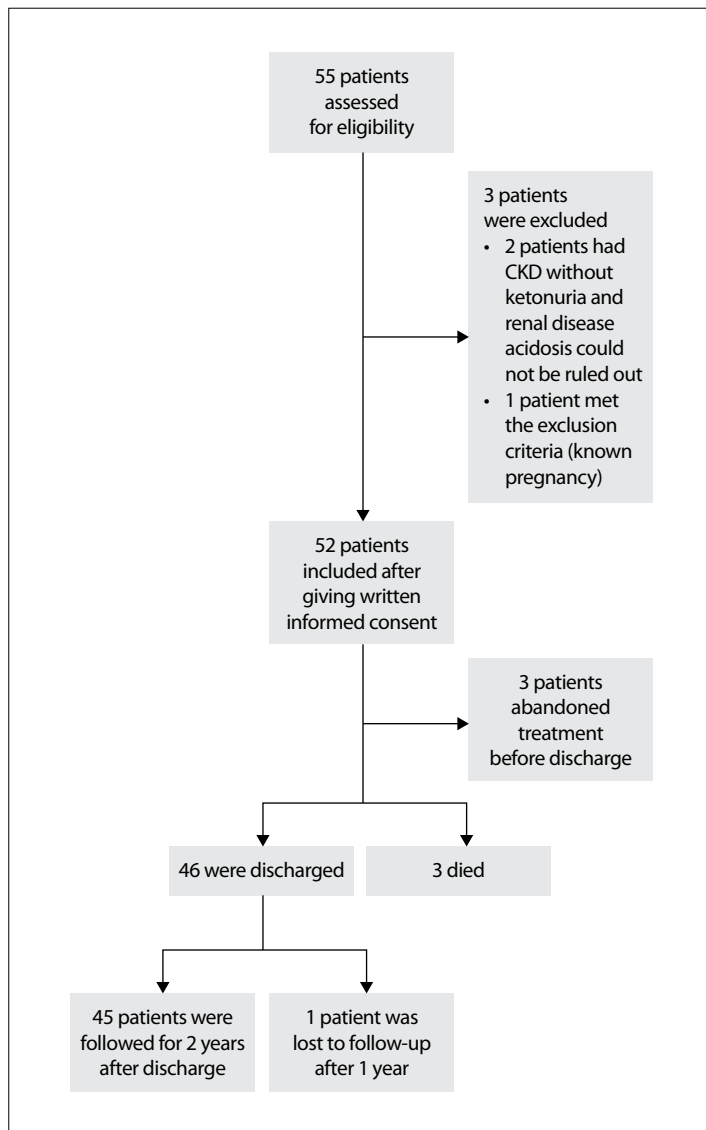 55 patients
assessed
for eligibility
3 patients
were excluded
• 2 patients had
CKD without
ketonuria and
renal disease
acidosis could
not be ruled out
• 1 patient met
the exclusion
criteria (known
pregnancy)
52 patients
included after
giving written
informed consent
3 patients
abandoned
treatment
before discharge
46 were discharged
3 died
45 patients were
followed for 2 years
after discharge
1 patient was
lost to follow-up
after 1 year